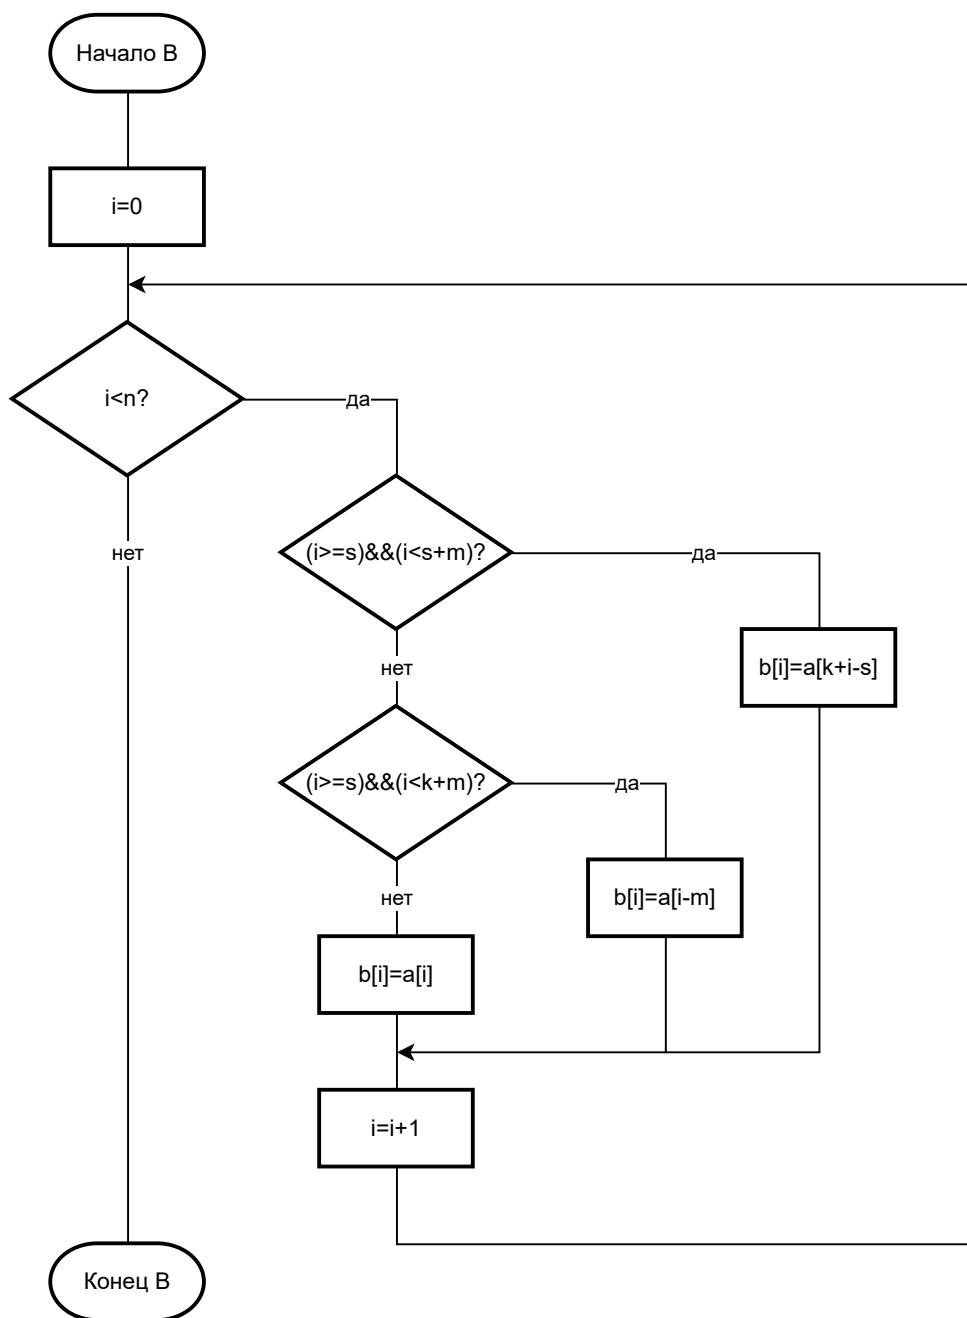 Начало B
i=0
i<n?
да
нет
(i>=s)&&(i<s+m)?
да
b[i]=a[k+i-s]
нет
(i>=s)&&(i<k+m)?
да
b[i]=a[i-m]
нет
b[i]=a[i]
i=i+1
Конец B